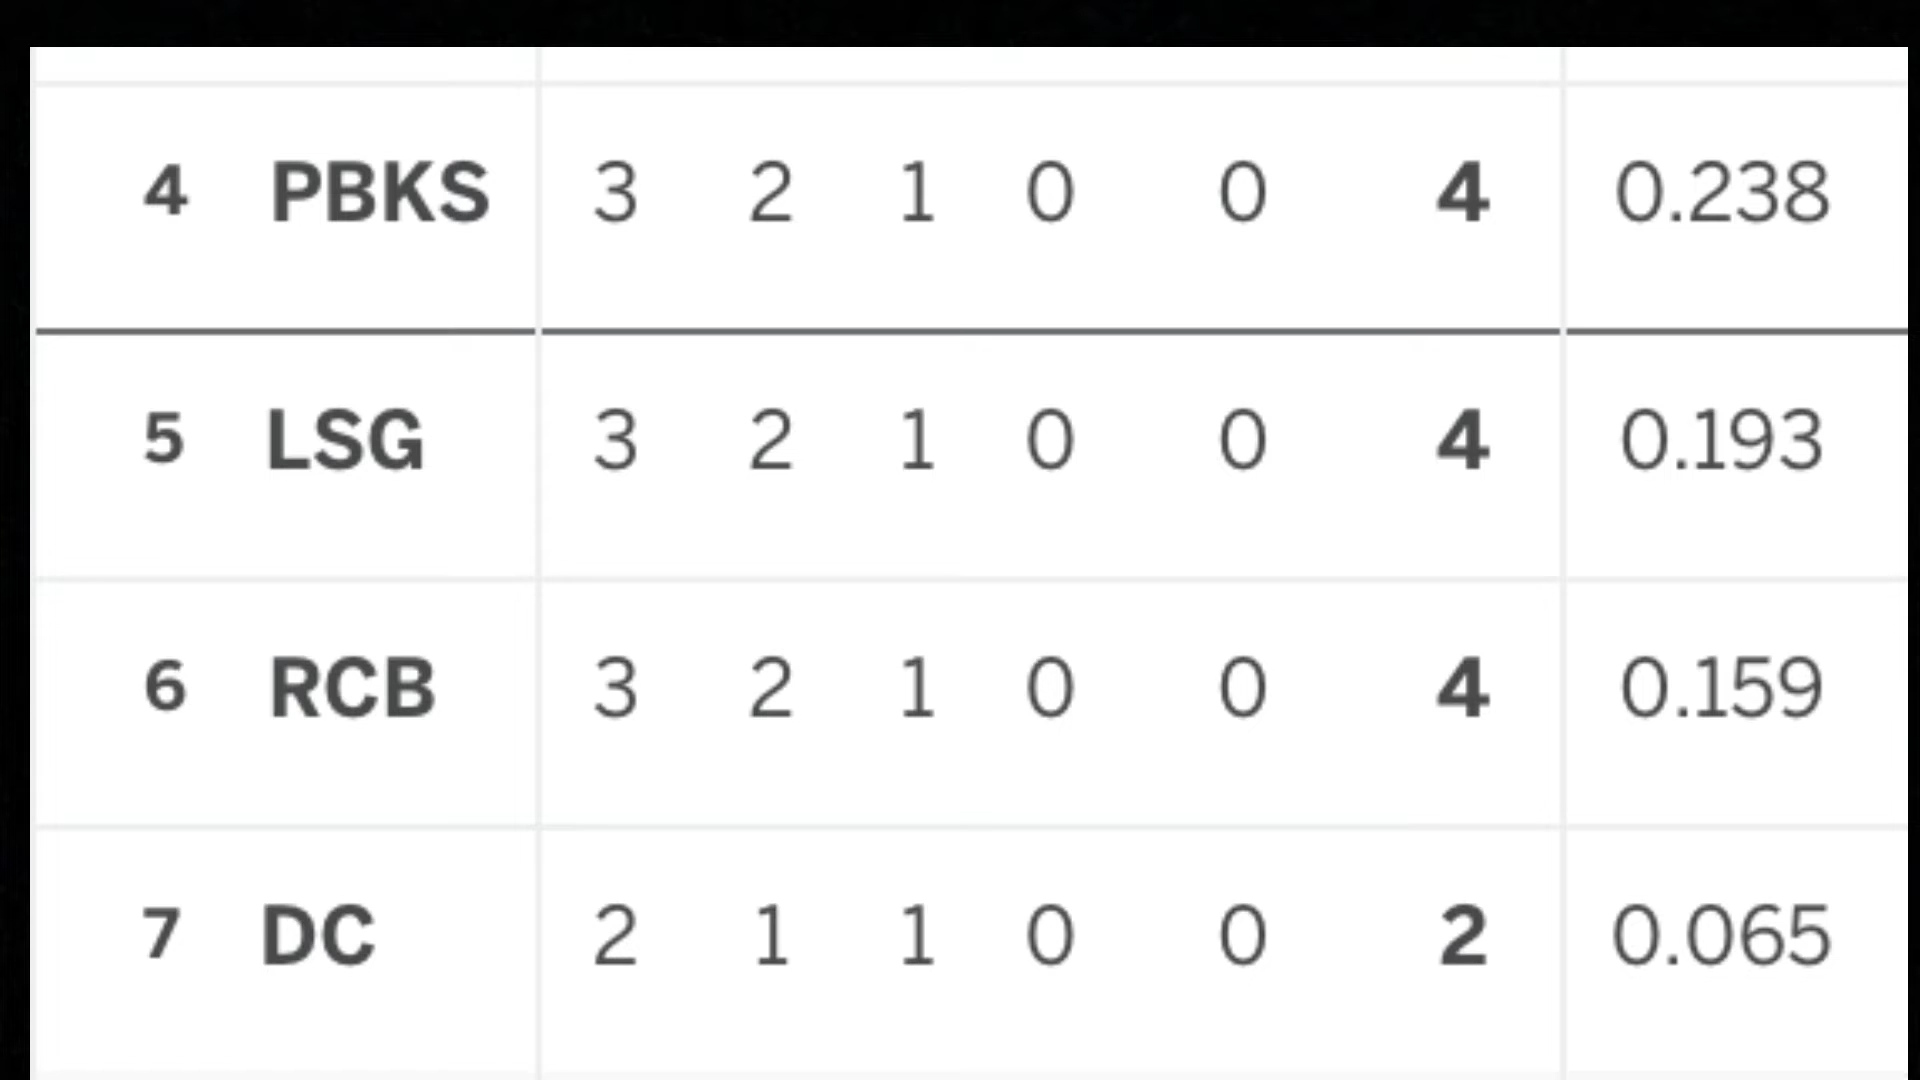 4 PBKS 3 2 1 0 0 4 0.238
5 LSG 3 2 1 0 0 4 0.193
6 RCB 3 2 1 0 0 4 0.159
7 DC 2 1 1 0 0 2 0.065